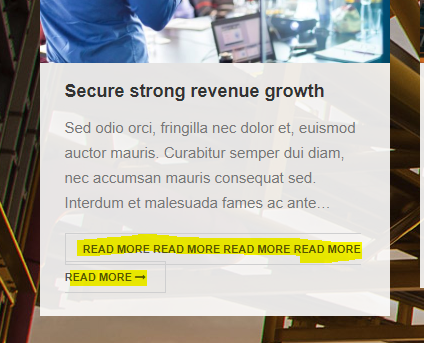 Secure strong revenue growth
Sed odio orci, fringilla nec dolor et, euismod
auctor mauris. Curabitur semper dui diam,
nec accumsan mauris consequat sed.
Interdum et malesuada fames ac ante…
READ MORE READ MORE READ MORE READ MORE
READ MORE →